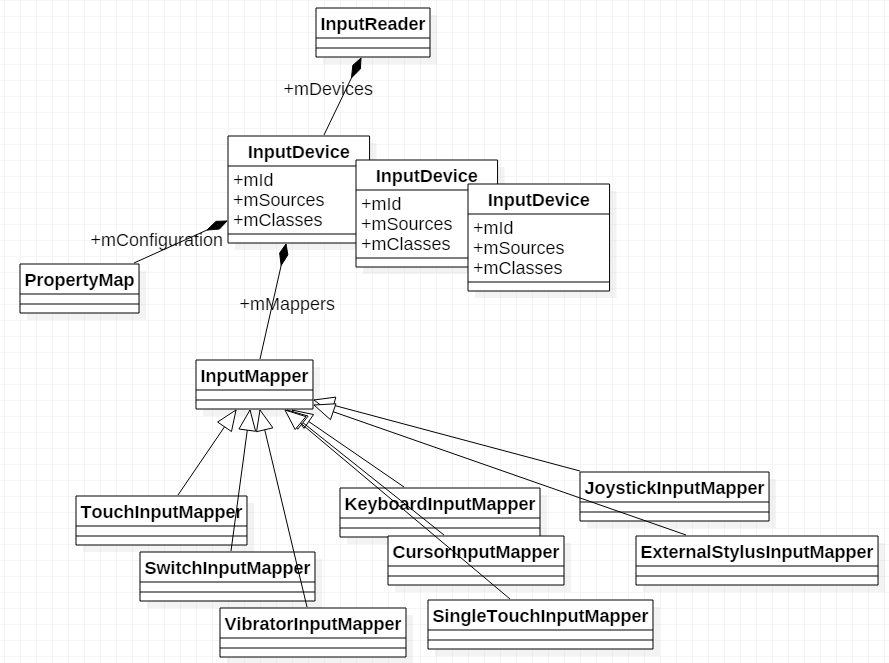 InputReader
+mDevices
InputDevice
+mId
+mSources
+mClasses
InputDevice
+mId
+mSources
+mClasses
InputDevice
+mId
+mSources
+mClasses
+mConfiguration
PropertyMap
+mMappers
InputMapper
TouchInputMapper
SwitchInputMapper
VibratorInputMapper
KeyboardInputMapper
CursorInputMapper
SingleTouchInputMapper
JoystickInputMapper
ExternalStylusInputMapper